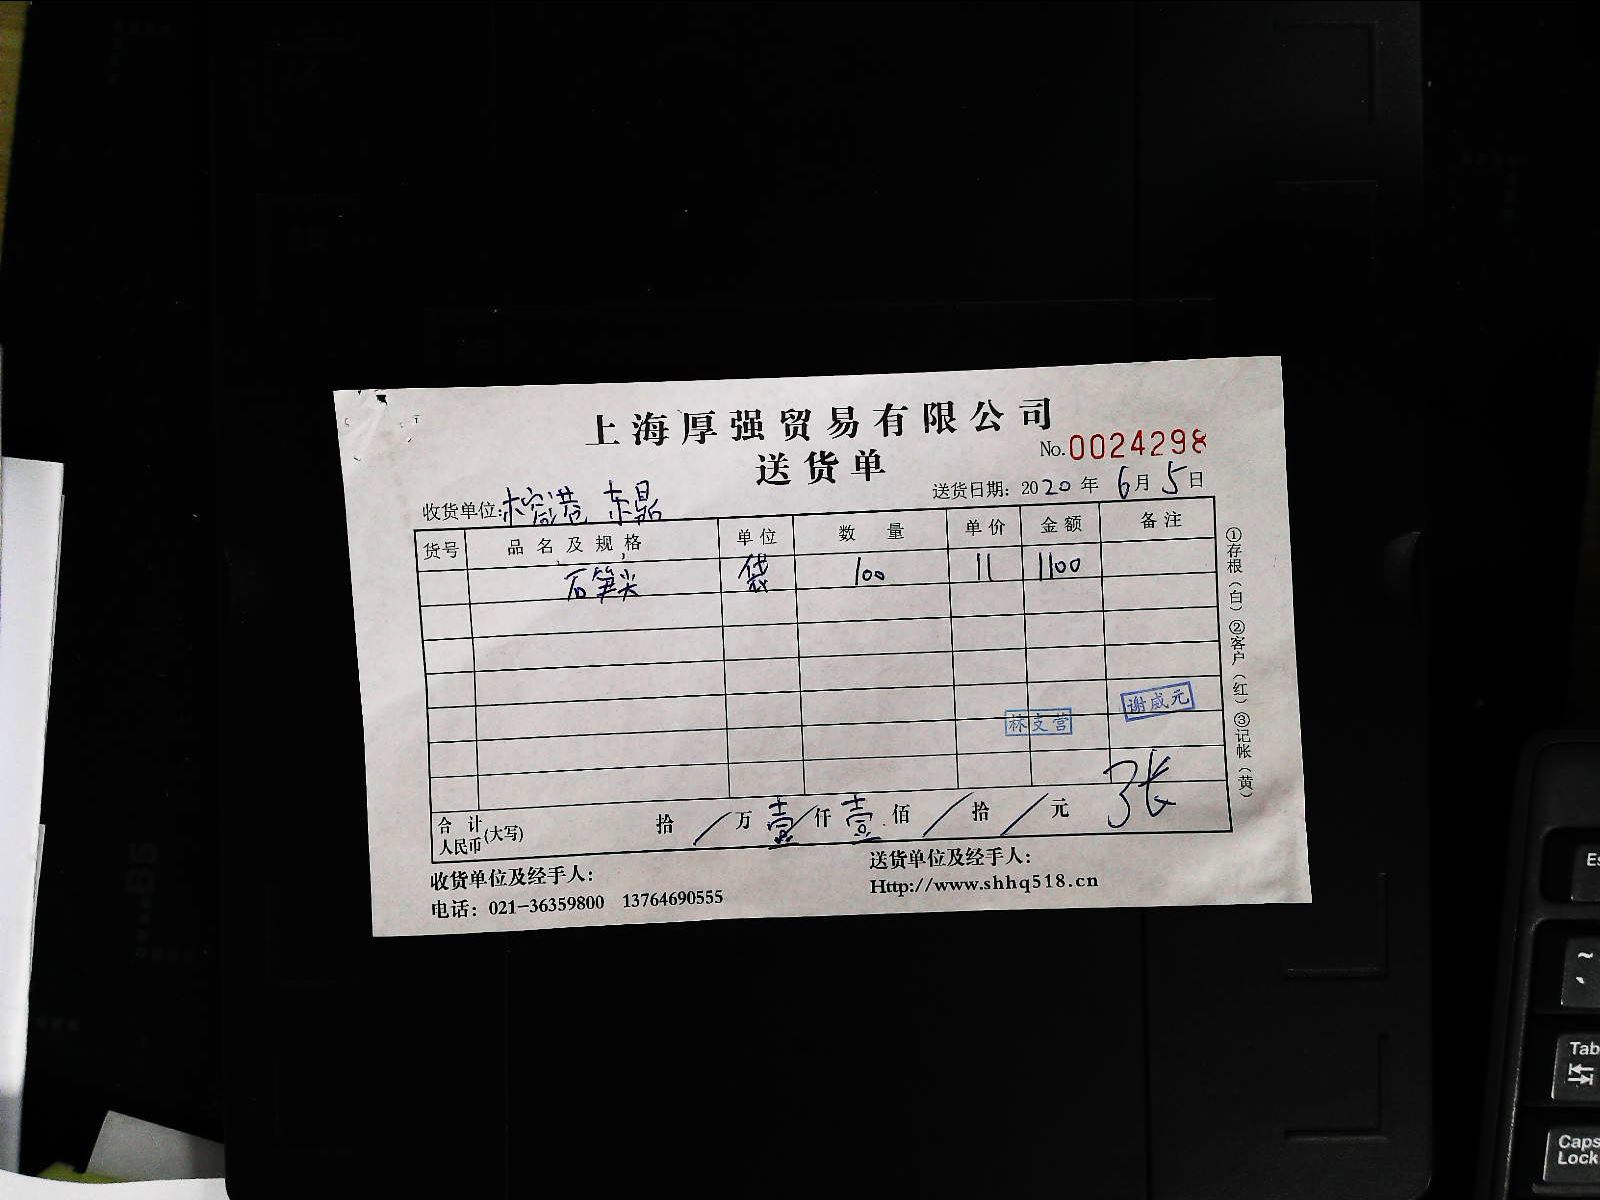 上海厚强贸易有限公司
No.0024298
送货单
收货单位: 东鼎 送货日期: 2020年6月5日
货号 品名及规格 单位 数量 单价 金额 备注
石笋尖 袋 100 11 1100
谢威元
林支营
合计人民币(大写) 拾 / 万 壹 仟 壹 佰 / 拾 / 元 张
收货单位及经手人: 送货单位及经手人:
电话: 021-36359800 13764690555 Http://www.shhq518.cn
①存根(白) ②客户(红) ③记帐(黄)
Tab
Caps
Lock